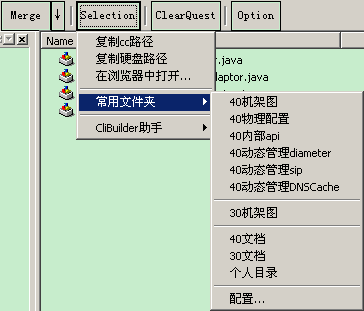 Merge Selection ClearQuest Option
Name
复制cc路径
复制硬盘路径
在浏览器中打开...
常用文件夹
CliBuilder助手
r.java
daptor.java
40机架图
40物理配置
40内部api
40动态管理diameter
40动态管理sip
40动态管理DNSCache
30机架图
40文档
30文档
个人目录
配置...